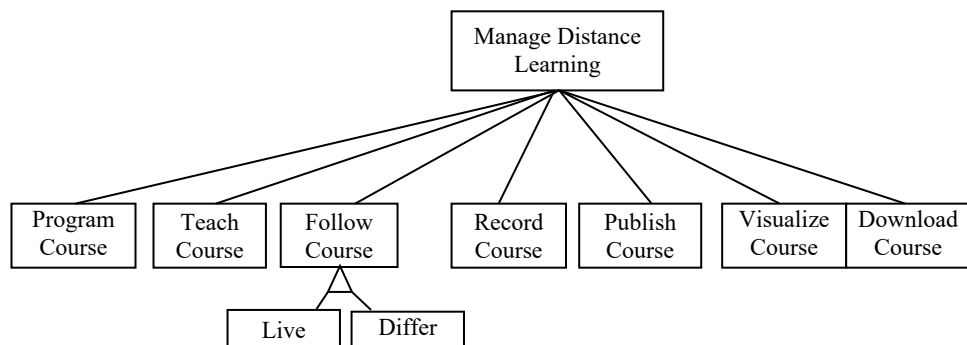 Manage Distance
Learning
Program
Course
Teach
Course
Follow
Course
Record
Course
Publish
Course
Visualize
Course
Download
Course
Live
Differ